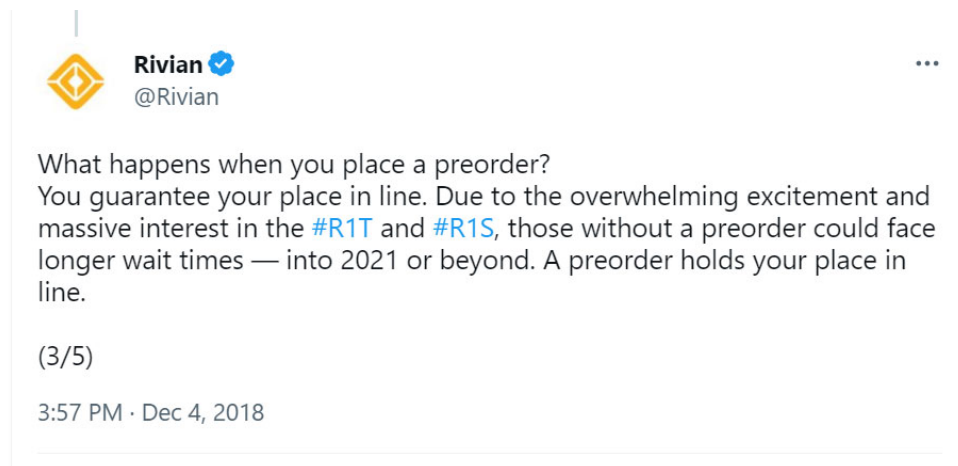 Rivian
@Rivian
What happens when you place a preorder?
You guarantee your place in line. Due to the overwhelming excitement and
massive interest in the #R1T and #R1S, those without a preorder could face
longer wait times — into 2021 or beyond. A preorder holds your place in
line.
(3/5)
3:57 PM · Dec 4, 2018